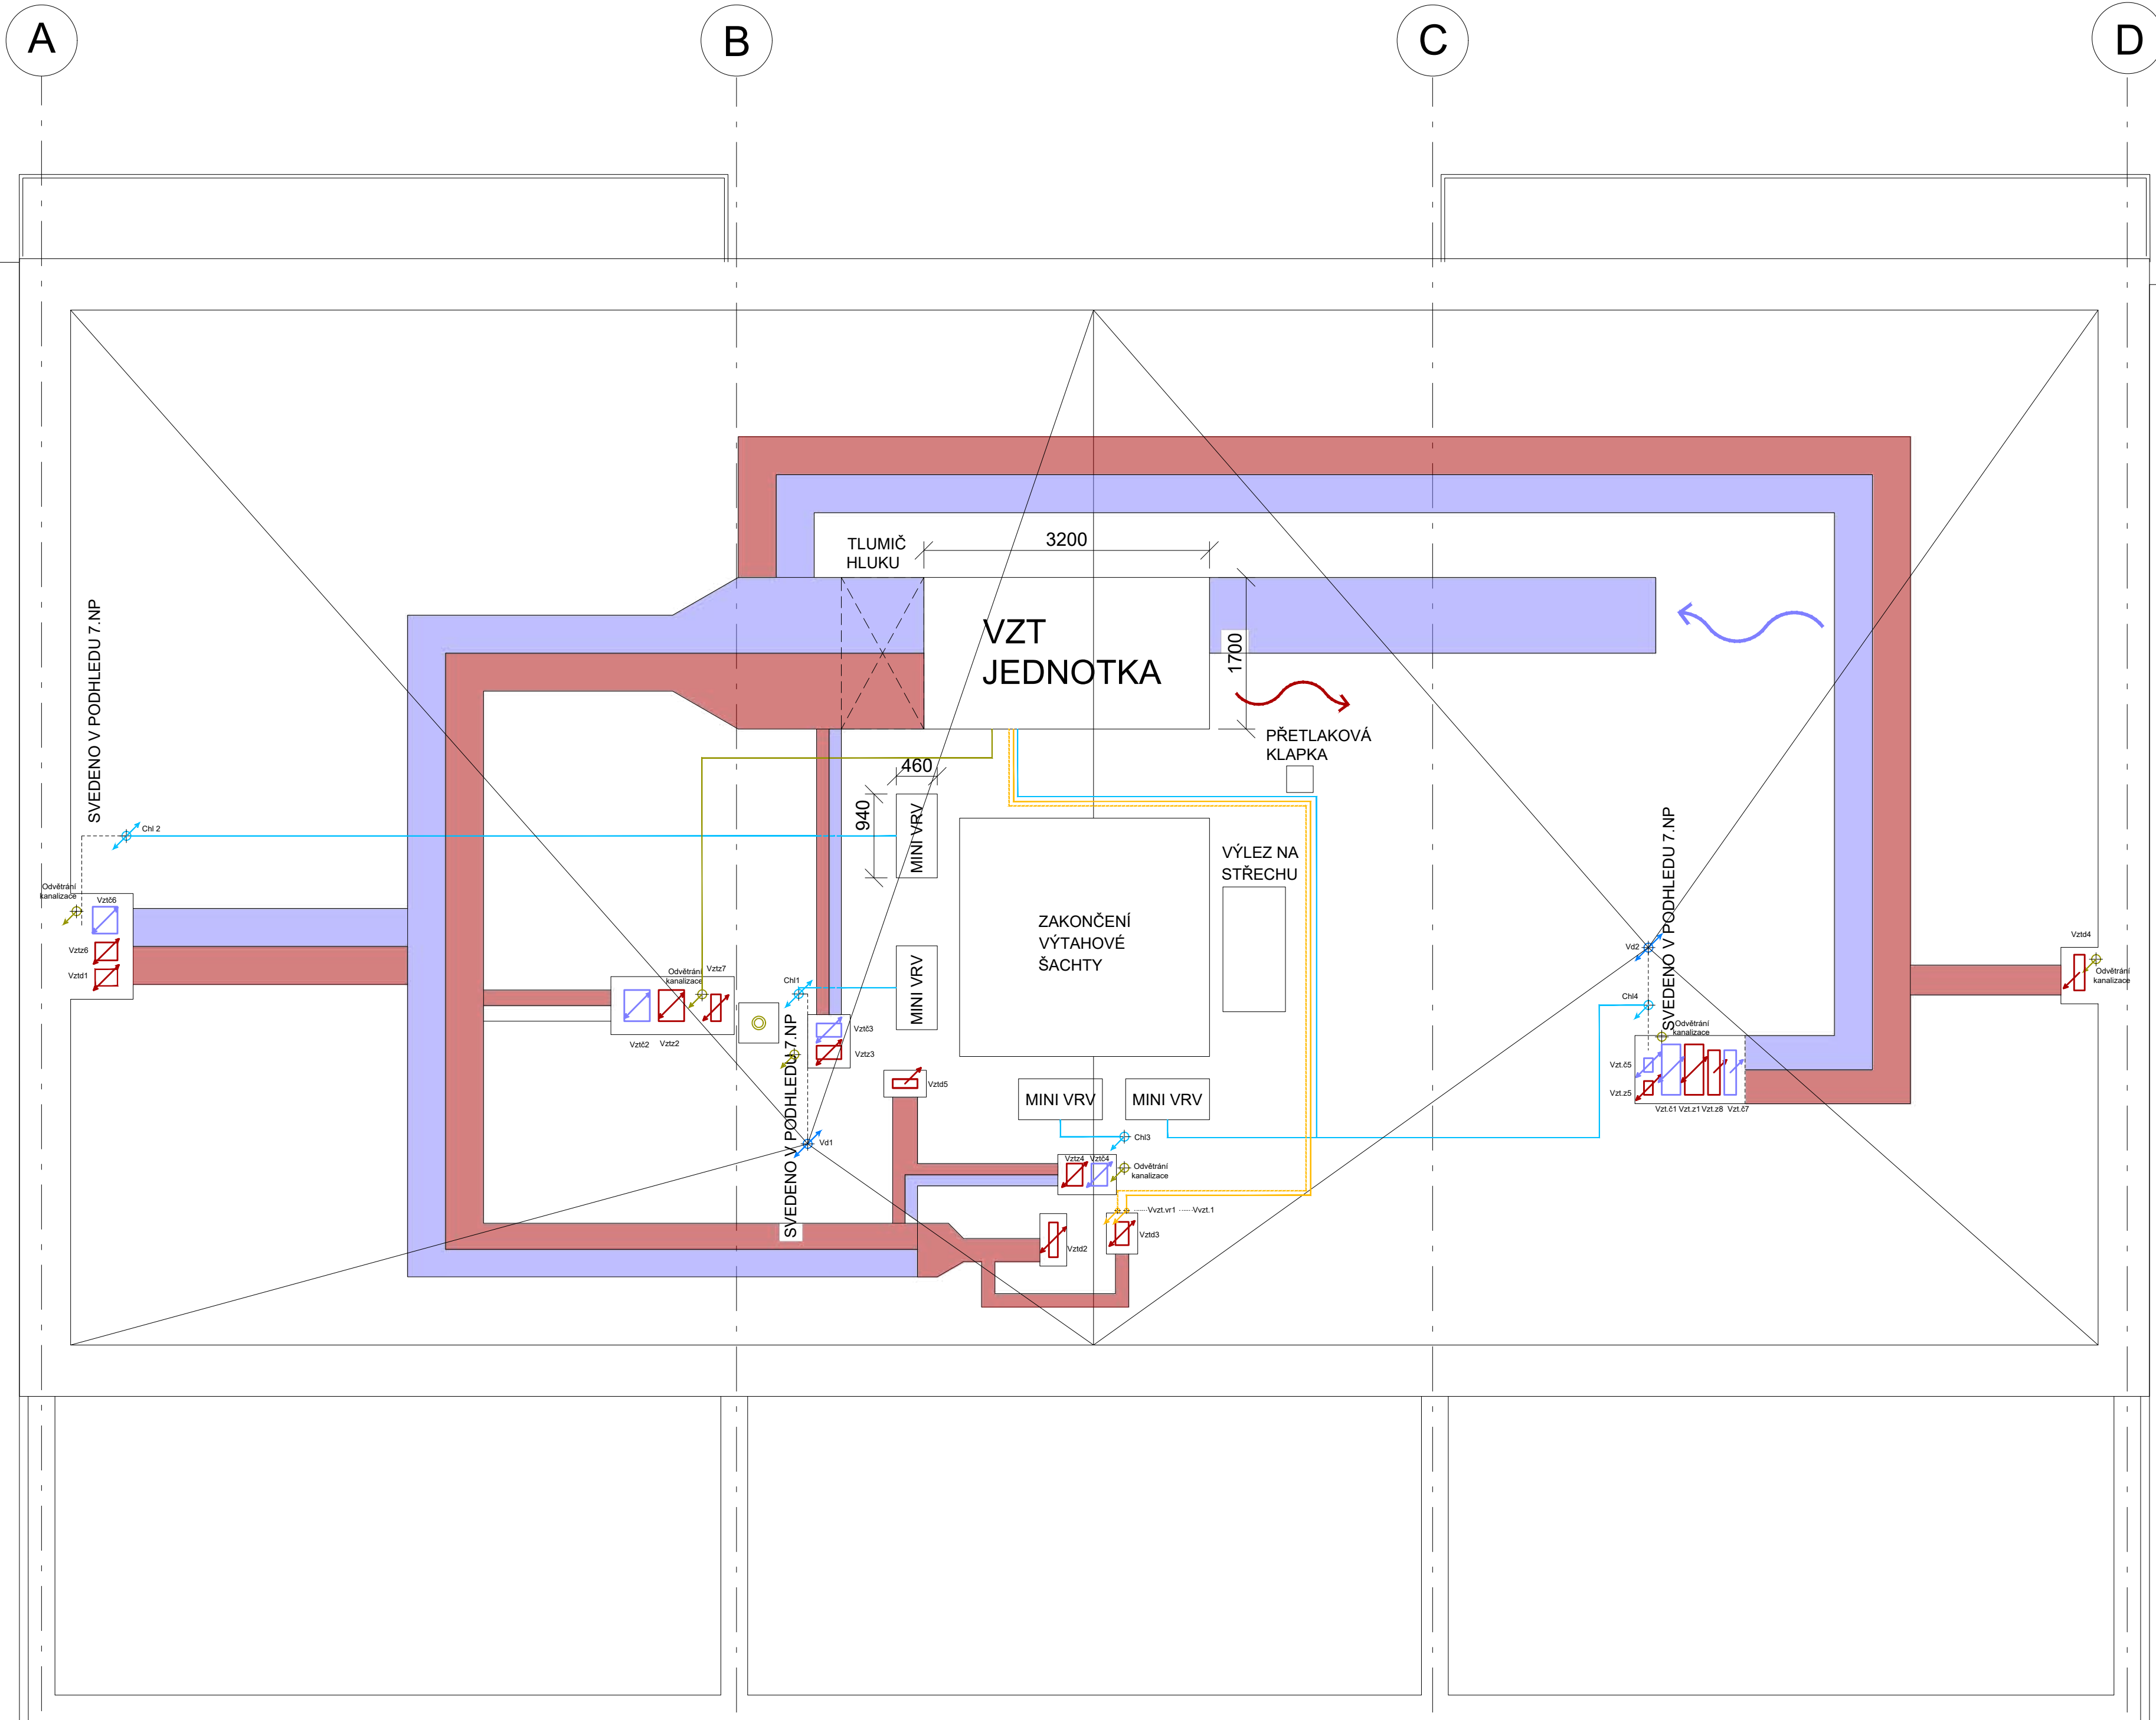 A
B
C
D
TLUMIČ
HLUKU
3200
VZT
JEDNOTKA
1700
PŘETLAKOVÁ
KLAPKA
460
940
MINI VRV
SVEDENO V PODHLEDU 7.NP
Chl 2
Odvětrání
kanalizace
Vztč6
Vztz6
Vztd1
VÝLEZ NA
STŘECHU
ZAKONČENÍ
VÝTAHOVÉ
ŠACHTY
MINI VRV
Odvětrání
kanalizace
Vztz7
Vztč2
Vztz2
Chl1
SVEDENO V PODHLEDU 7.NP
Vztč3
Vztz3
Vztd5
Vd1
MINI VRV
MINI VRV
Chl3
Vztz4
Vztč4
Odvětrání
kanalizace
Vvzt.vr1
Vvzt.1
Vztd2
Vztd3
SVEDENO V PODHLEDU 7.NP
Vd2
Chl4
Odvětrání
kanalizace
Vzt.č5
Vzt.z5
Vzt.č1 Vzt.z1 Vzt.z8 Vzt.č7
Vztd4
Odvětrání
kanalizace